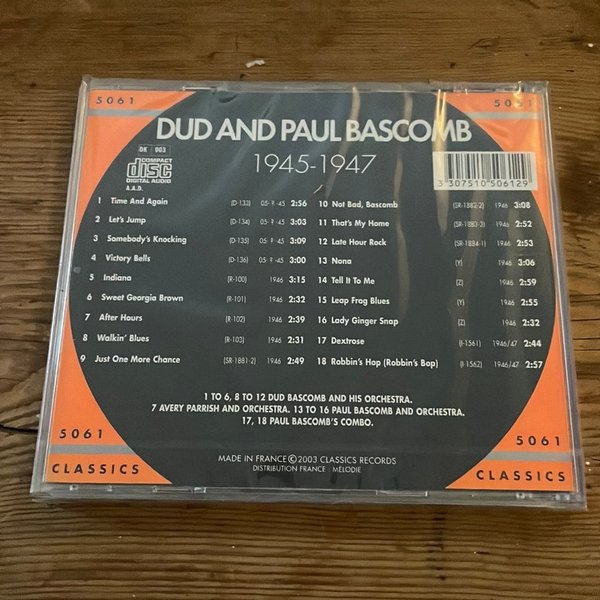 5061
5061
DUD AND PAUL BASCOMB
1945-1947
DK 003
COMPACT
disc
DIGITAL AUDIO
A.A.D.
3 307510 506129
1 Time And Again (D-133) 05-?-45 2:56
2 Let's Jump (D-134) 05-?-45 3:03
3 Somebody's Knocking (D-135) 05-?-45 3:09
4 Victory Bells (D-136) 05-?-45 3:00
5 Indiana (R-100) 1946 3:15
6 Sweet Georgia Brown (R-101) 1946 2:32
7 After Hours (R-102) 1946 2:39
8 Walkin' Blues (R-103) 1946 2:31
9 Just One More Chance (SR-1881-2) 1946 2:49
10 Not Bad, Bascomb (SR-1882-2) 1946 3:08
11 That's My Home (SR-1883-3) 1946 2:52
12 Late Hour Rock (SR-1884-1) 1946 2:53
13 Nona (Y) 1946 3:06
14 Tell It To Me (Z) 1946 2:59
15 Leap Frog Blues (Y) 1946 2:55
16 Lady Ginger Snap (Z) 1946 2:32
17 Dextrose (I-1561) 1946/47 2:44
18 Robbin's Hop (Robbin's Bop) (I-1562) 1946/47 2:57
1 TO 6, 8 TO 12 DUD BASCOMB AND HIS ORCHESTRA.
7 AVERY PARRISH AND ORCHESTRA. 13 TO 16 PAUL BASCOMB AND ORCHESTRA.
17, 18 PAUL BASCOMB'S COMBO.
5061
CLASSICS
MADE IN FRANCE ©2003 CLASSICS RECORDS
DISTRIBUTION FRANCE : MÉLODIE
5061
CLASSICS